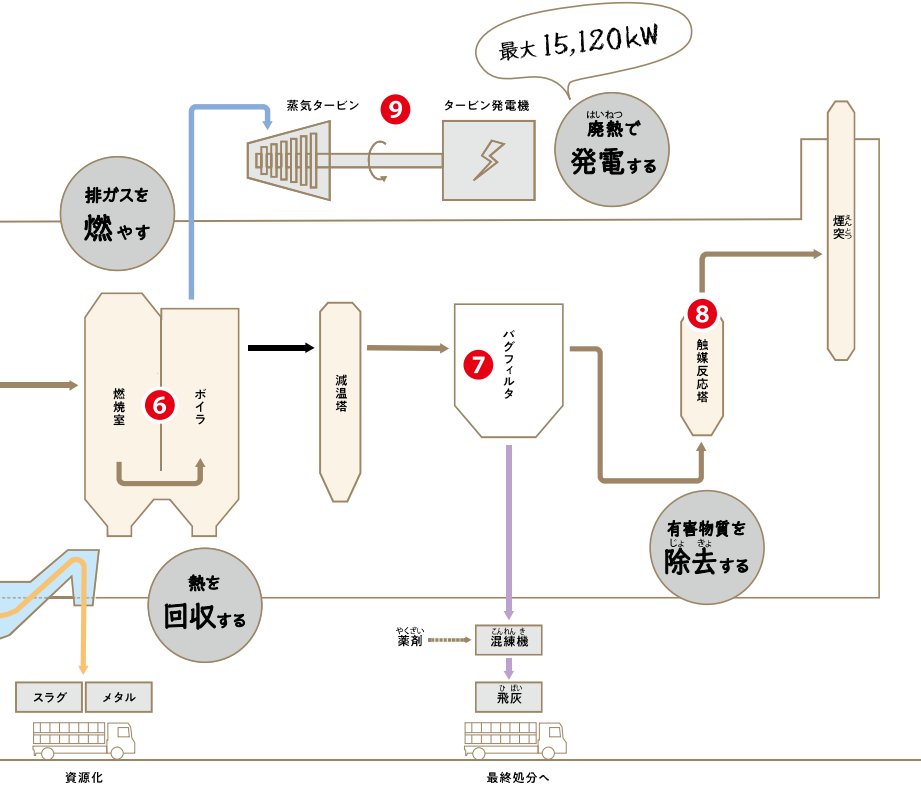 最大 15,120kW
蒸気タービン
9
タービン発電機
はいねつ
廃熱で
発電する
排ガスを
燃やす
えんとつ
煙突
8
触媒反応塔
バグフィルタ
7
減温塔
燃焼室
6
ボイラ
有害物質を
じょ きょ
除去する
熱を
回収する
やくざい
薬剤
こんれん き
混練機
スラグ
メタル
ひ ばい
飛灰
資源化
最終処分へ